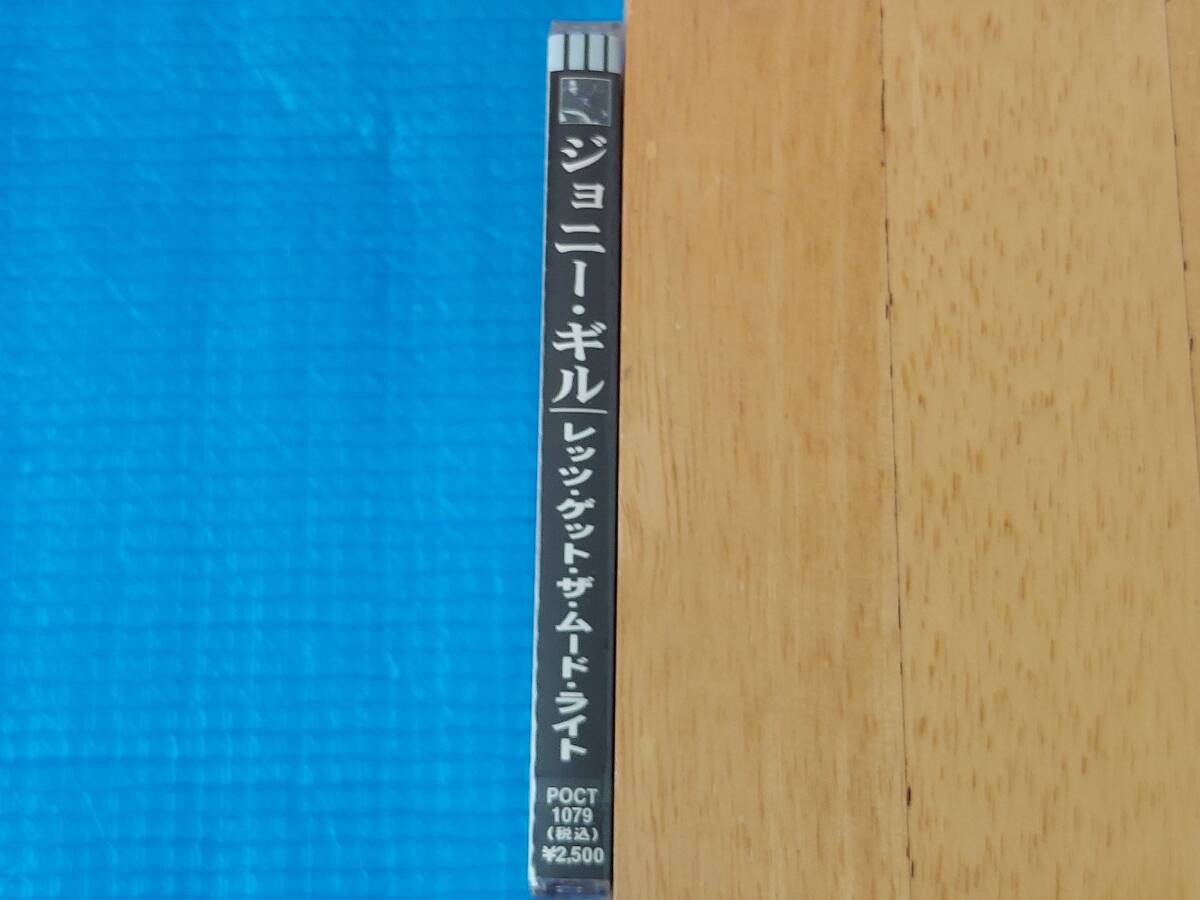 ジョニー・ギル
レッツ・ゲット・ザ・ムード・ライト
POCT
1079
(税込)
¥2,500